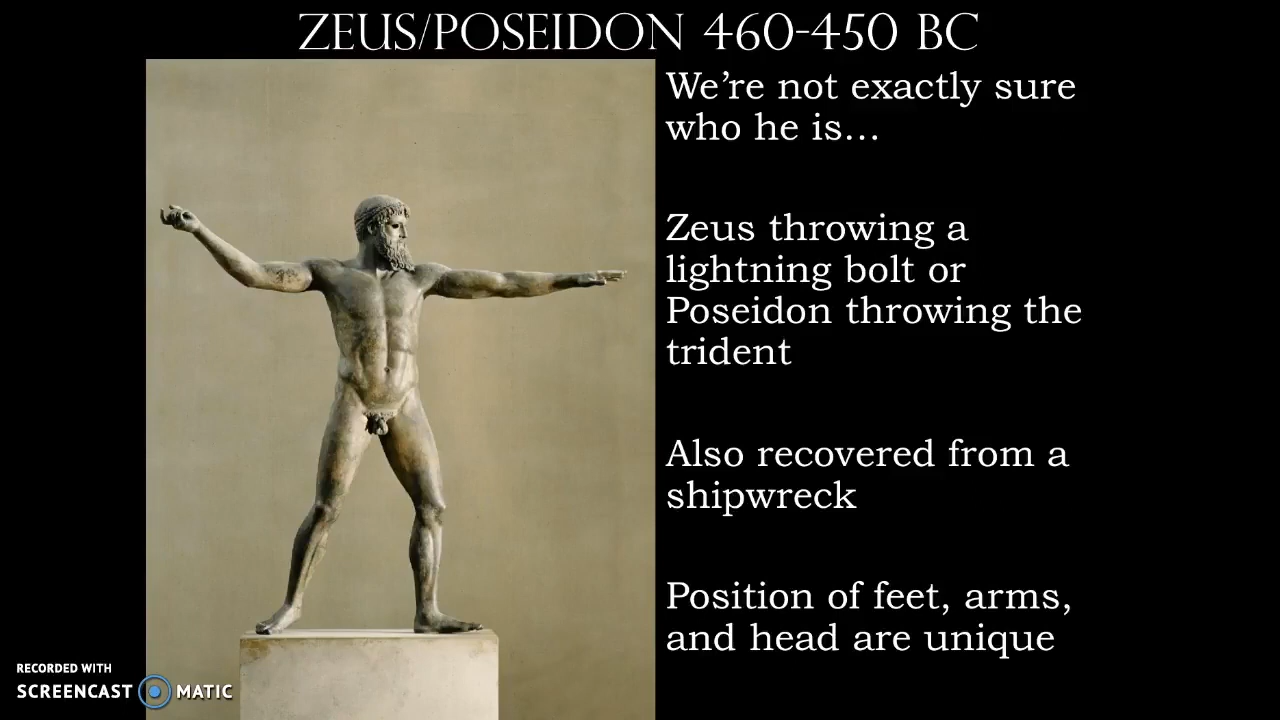 ZEUS/POSEIDON 460-450 BC
We’re not exactly sure
who he is…
Zeus throwing a
lightning bolt or
Poseidon throwing the
trident
Also recovered from a
shipwreck
Position of feet, arms,
and head are unique
RECORDED WITH
SCREENCAST MATIC